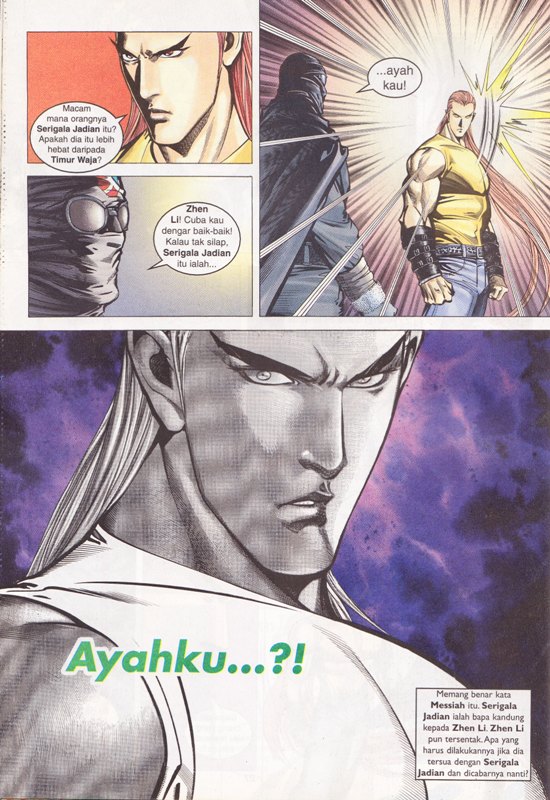 Macam
mana orangnya
Serigala Jadian itu?
Apakah dia itu lebih
hebat daripada
Timur Waja?
Zhen
Li! Cuba kau
dengar baik-baik!
Kalau tak silap,
Serigala Jadian
itu ialah...
...ayah
kau!
Ayahku...?!
Memang benar kata
Messiah itu. Serigala
Jadian ialah bapa kandung
kepada Zhen Li. Zhen Li
pun tersentak. Apa yang
harus dilakukannya jika dia
tersua dengan Serigala
Jadian dan dicabarnya nanti?